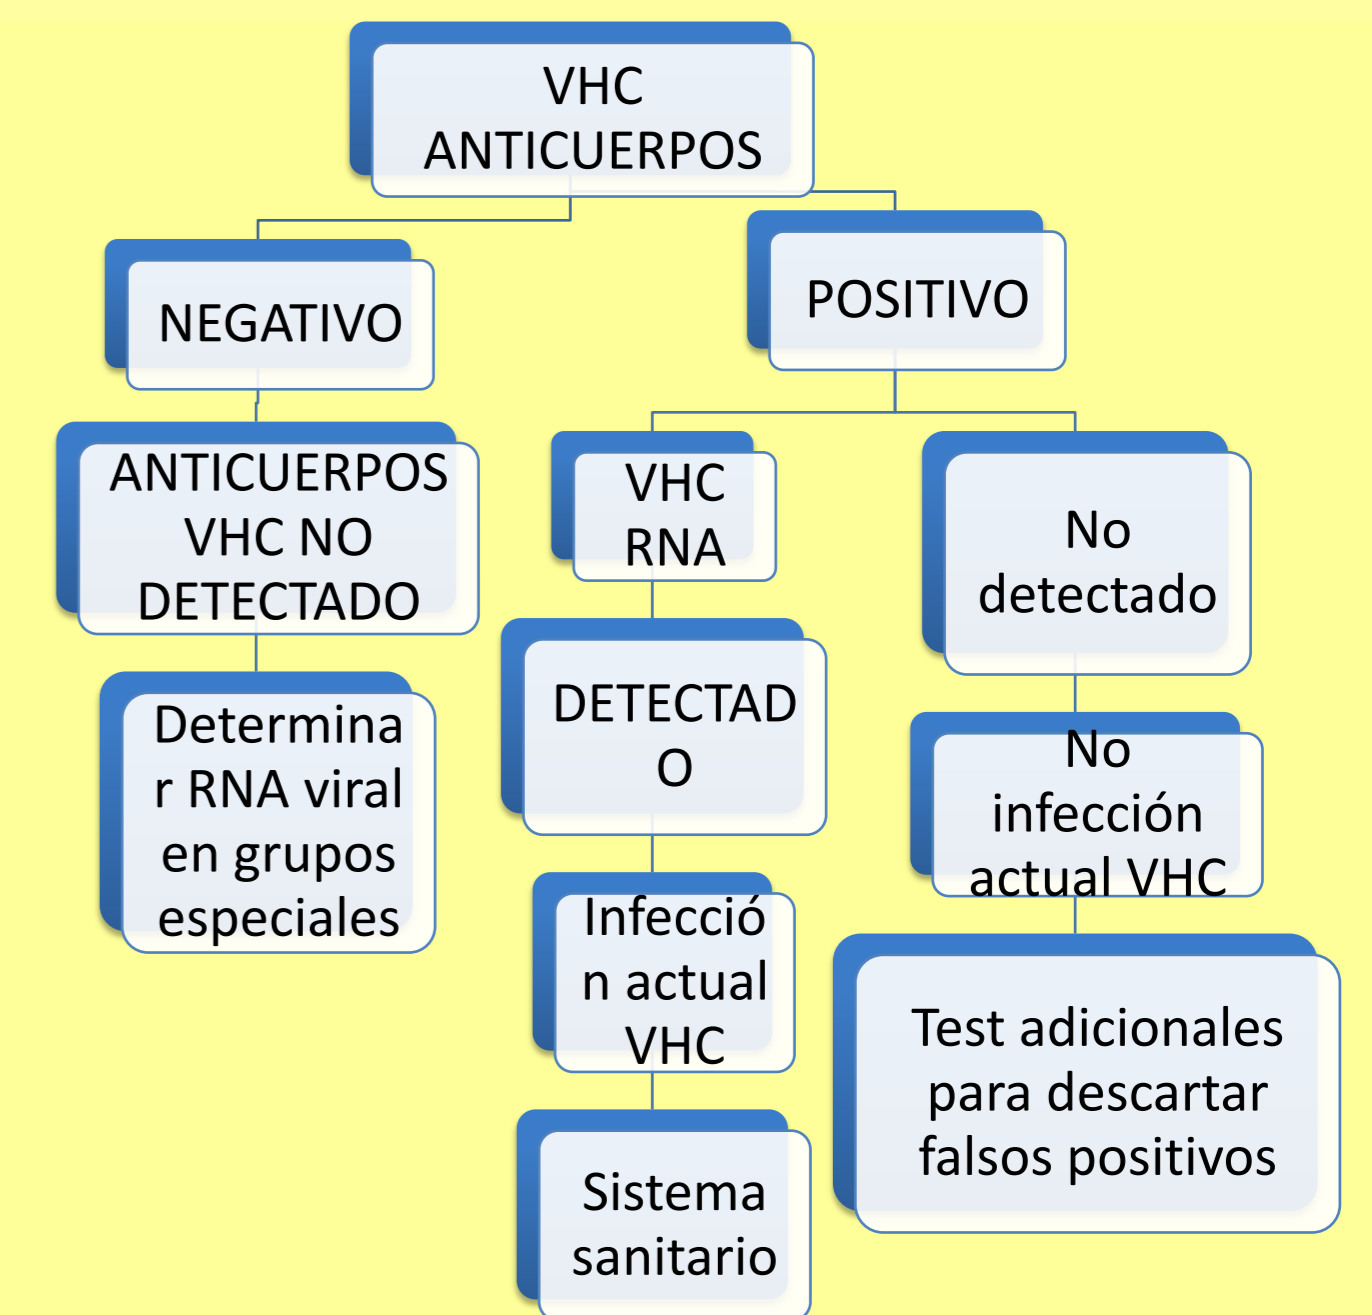 VHC
ANTICUERPOS
NEGATIVO
POSITIVO
ANTICUERPOS
VHC NO
DETECTADO
Determina
r RNA viral
en grupos
especiales
VHC
RNA
DETECTAD
O
Infecció
n actual
VHC
Sistema
sanitario
No
detectado
No
infección
actual VHC
Test adicionales
para descartar
falsos positivos